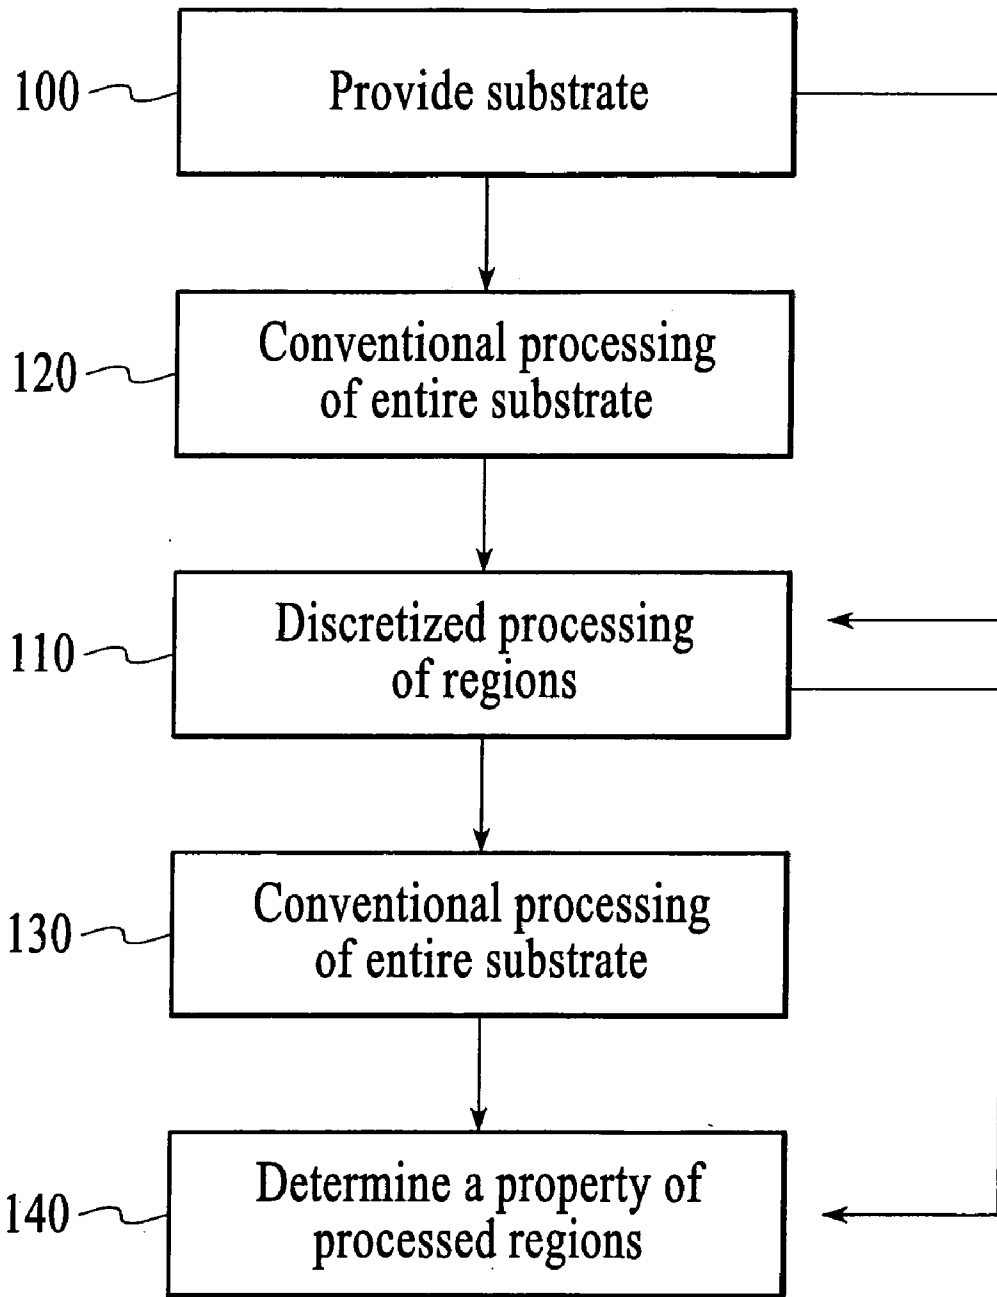 100
Provide substrate
120
Conventional processing
of entire substrate
110
Discretized processing
of regions
130
Conventional processing
of entire substrate
140
Determine a property of
processed regions